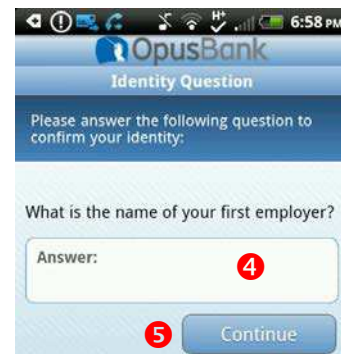 6:58 PM
OpusBank
Identity Question
Please answer the following question to
confirm your identity:
What is the name of your first employer?
Answer:
4
5 Continue